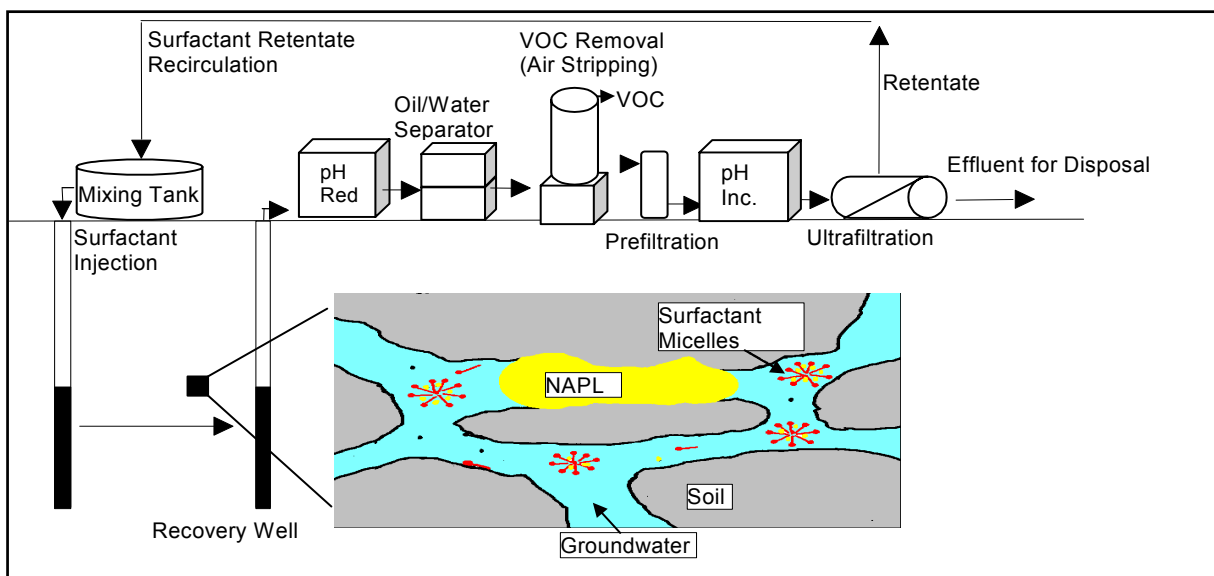 Surfactant Retentate
Recirculation
VOC Removal
(Air Stripping)
VOC
Retentate
Oil/Water
Separator
Mixing Tank
pH
Red
pH
Inc.
Effluent for Disposal
Surfactant
Injection
Prefiltration
Ultrafiltration
Surfactant
Micelles
NAPL
Soil
Groundwater
Recovery Well